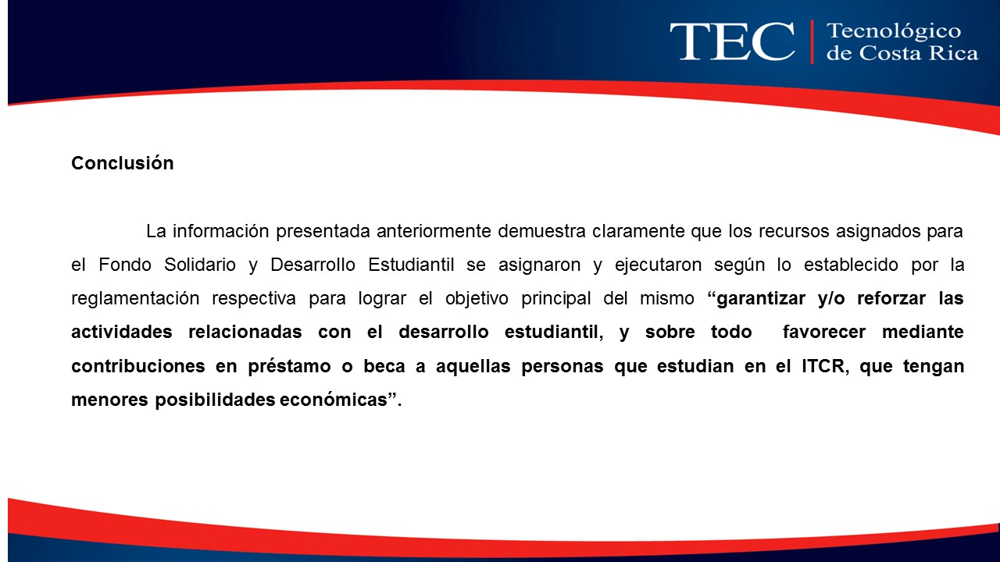 TEC | Tecnológico
de Costa Rica
Conclusión
La información presentada anteriormente demuestra claramente que los recursos asignados para
el Fondo Solidario y Desarrollo Estudiantil se asignaron y ejecutaron según lo establecido por la
reglamentación respectiva para lograr el objetivo principal del mismo “garantizar y/o reforzar las
actividades relacionadas con el desarrollo estudiantil, y sobre todo favorecer mediante
contribuciones en préstamo o beca a aquellas personas que estudian en el ITCR, que tengan
menores posibilidades económicas”.